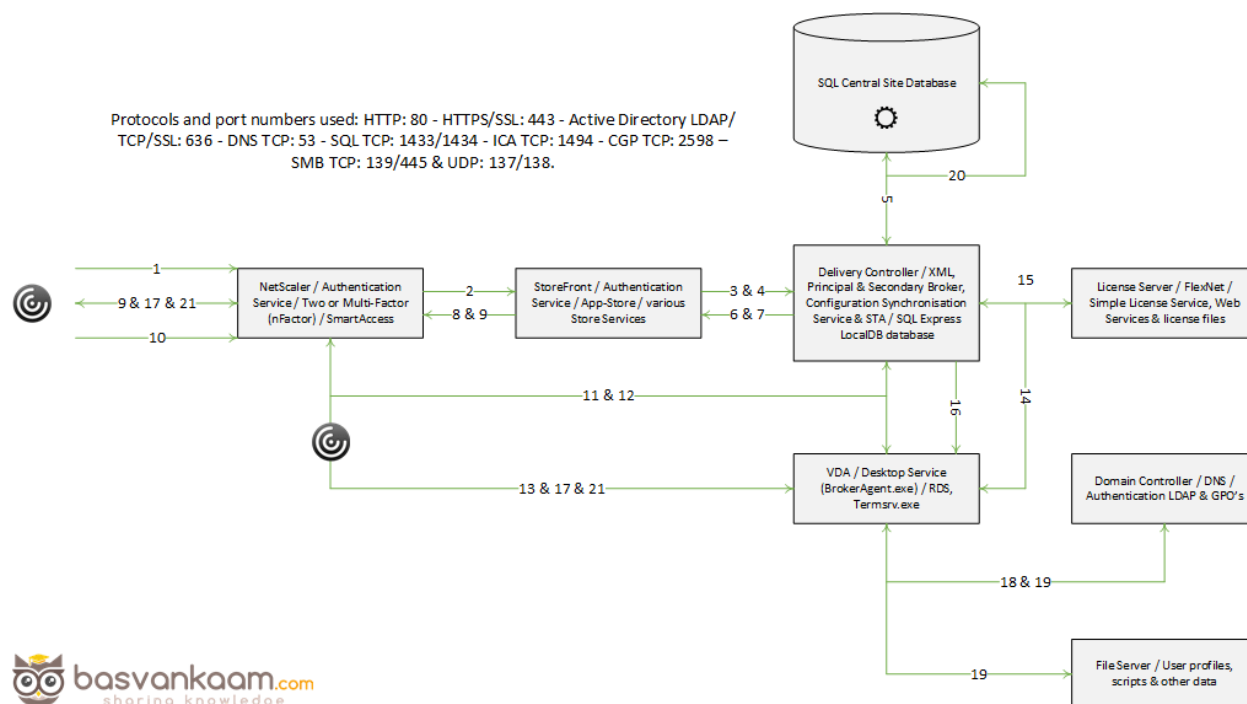 SQL Central Site Database
Protocols and port numbers used: HTTP: 80 - HTTPS/SSL: 443 - Active Directory LDAP/
TCP/SSL: 636 - DNS TCP: 53 - SQL TCP: 1433/1434 - ICA TCP: 1494 - CGP TCP: 2598 –
SMB TCP: 139/445 & UDP: 137/138.
20
5
1
9 & 17 & 21
10
NetScaler / Authentication
Service / Two or Multi-Factor
(nFactor) / SmartAccess
2
8 & 9
StoreFront / Authentication
Service / App-Store / various
Store Services
3 & 4
6 & 7
Delivery Controller / XML,
Principal & Secondary Broker,
Configuration Synchronisation
Service & STA / SQL Express
LocalDB database
15
License Server / FlexNet /
Simple License Service, Web
Services & license files
11 & 12
16
14
13 & 17 & 21
VDA / Desktop Service
(BrokerAgent.exe) / RDS,
Termsrv.exe
Domain Controller / DNS /
Authentication LDAP & GPO's
18 & 19
19
File Server / User profiles,
scripts & other data
basvankaam.com
sharing knowledge